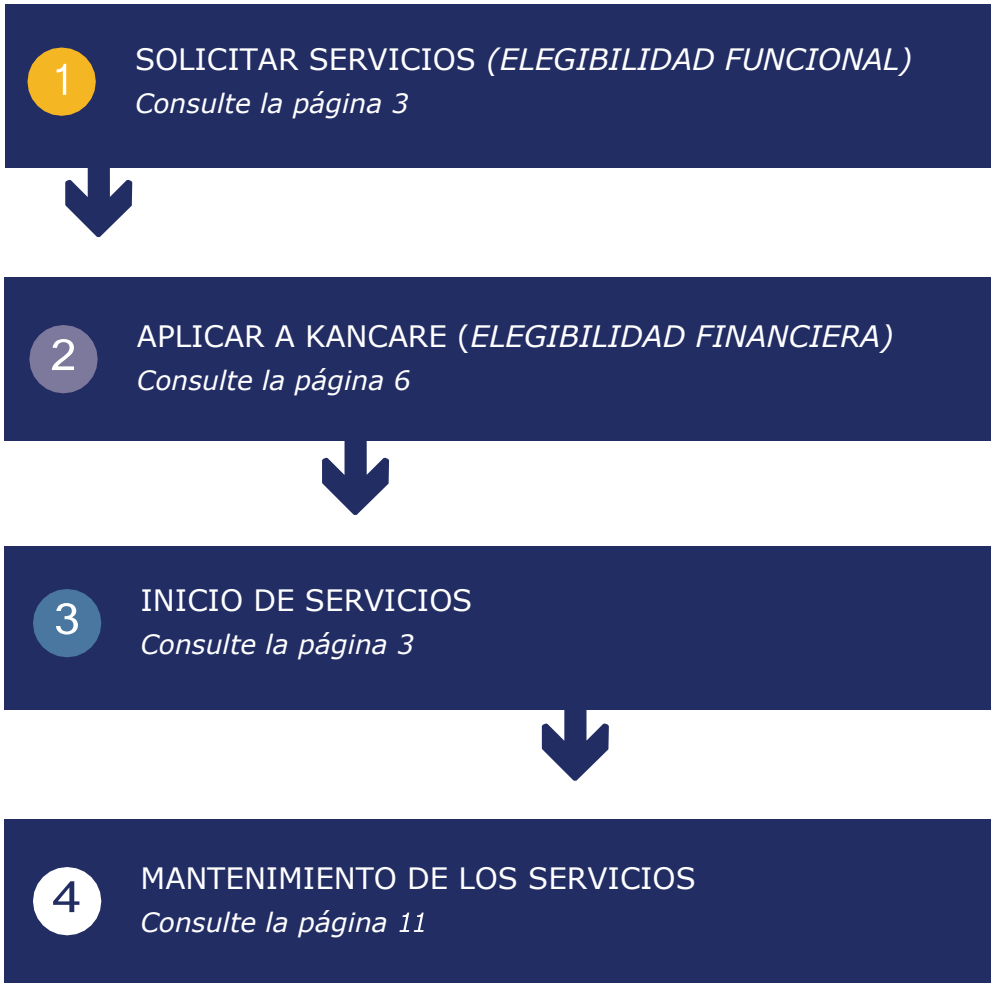 1
SOLICITAR SERVICIOS (ELEGIBILIDAD FUNCIONAL)
Consulte la página 3
2
APLICAR A KANCARE (ELEGIBILIDAD FINANCIERA)
Consulte la página 6
3
INICIO DE SERVICIOS
Consulte la página 3
4
MANTENIMIENTO DE LOS SERVICIOS
Consulte la página 11